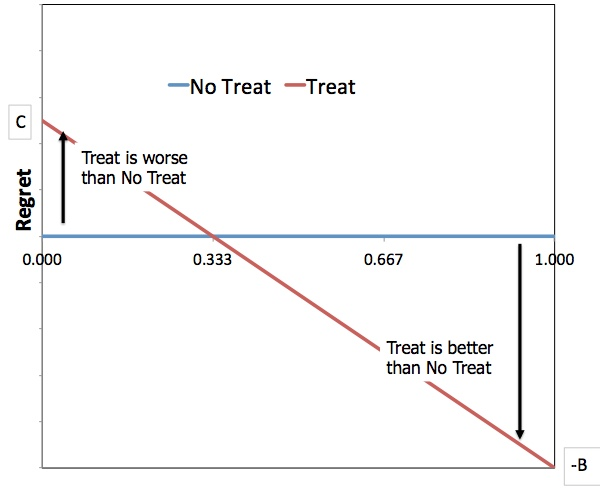 No Treat Treat
C
Treat is worse
than No Treat
Regret
0.000 0.333 0.667 1.000
Treat is better
than No Treat
-B